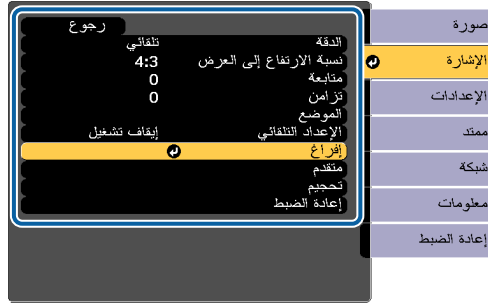 رجوع
الدقة تلقائي
نسبة الارتفاع إلى العرض 4:3
متابعة 0
تزامن 0
الموضع
الإعداد التلقائي إيقاف تشغيل
إفراغ
متقدم
تحجيم
إعادة الضبط
صورة
الإشارة
الإعدادات
ممتد
شبكة
معلومات
إعادة الضبط